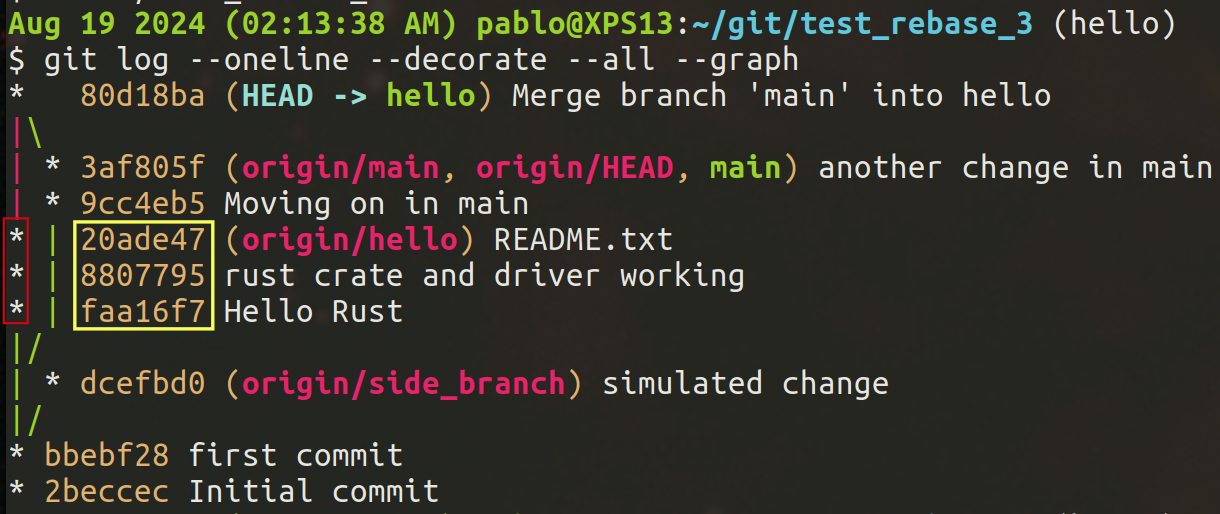 Aug 19 2024 (02:13:38 AM) pablo@XPS13:~/git/test_rebase_3 (hello)
$ git log --oneline --decorate --all --graph
*   80d18ba (HEAD -> hello) Merge branch 'main' into hello
|\
| * 3af805f (origin/main, origin/HEAD, main) another change in main
| * 9cc4eb5 Moving on in main
* | 20ade47 (origin/hello) README.txt
* | 8807795 rust crate and driver working
* | faa16f7 Hello Rust
|/
| * dcefbd0 (origin/side_branch) simulated change
|/
* bbebf28 first commit
* 2beccec Initial commit